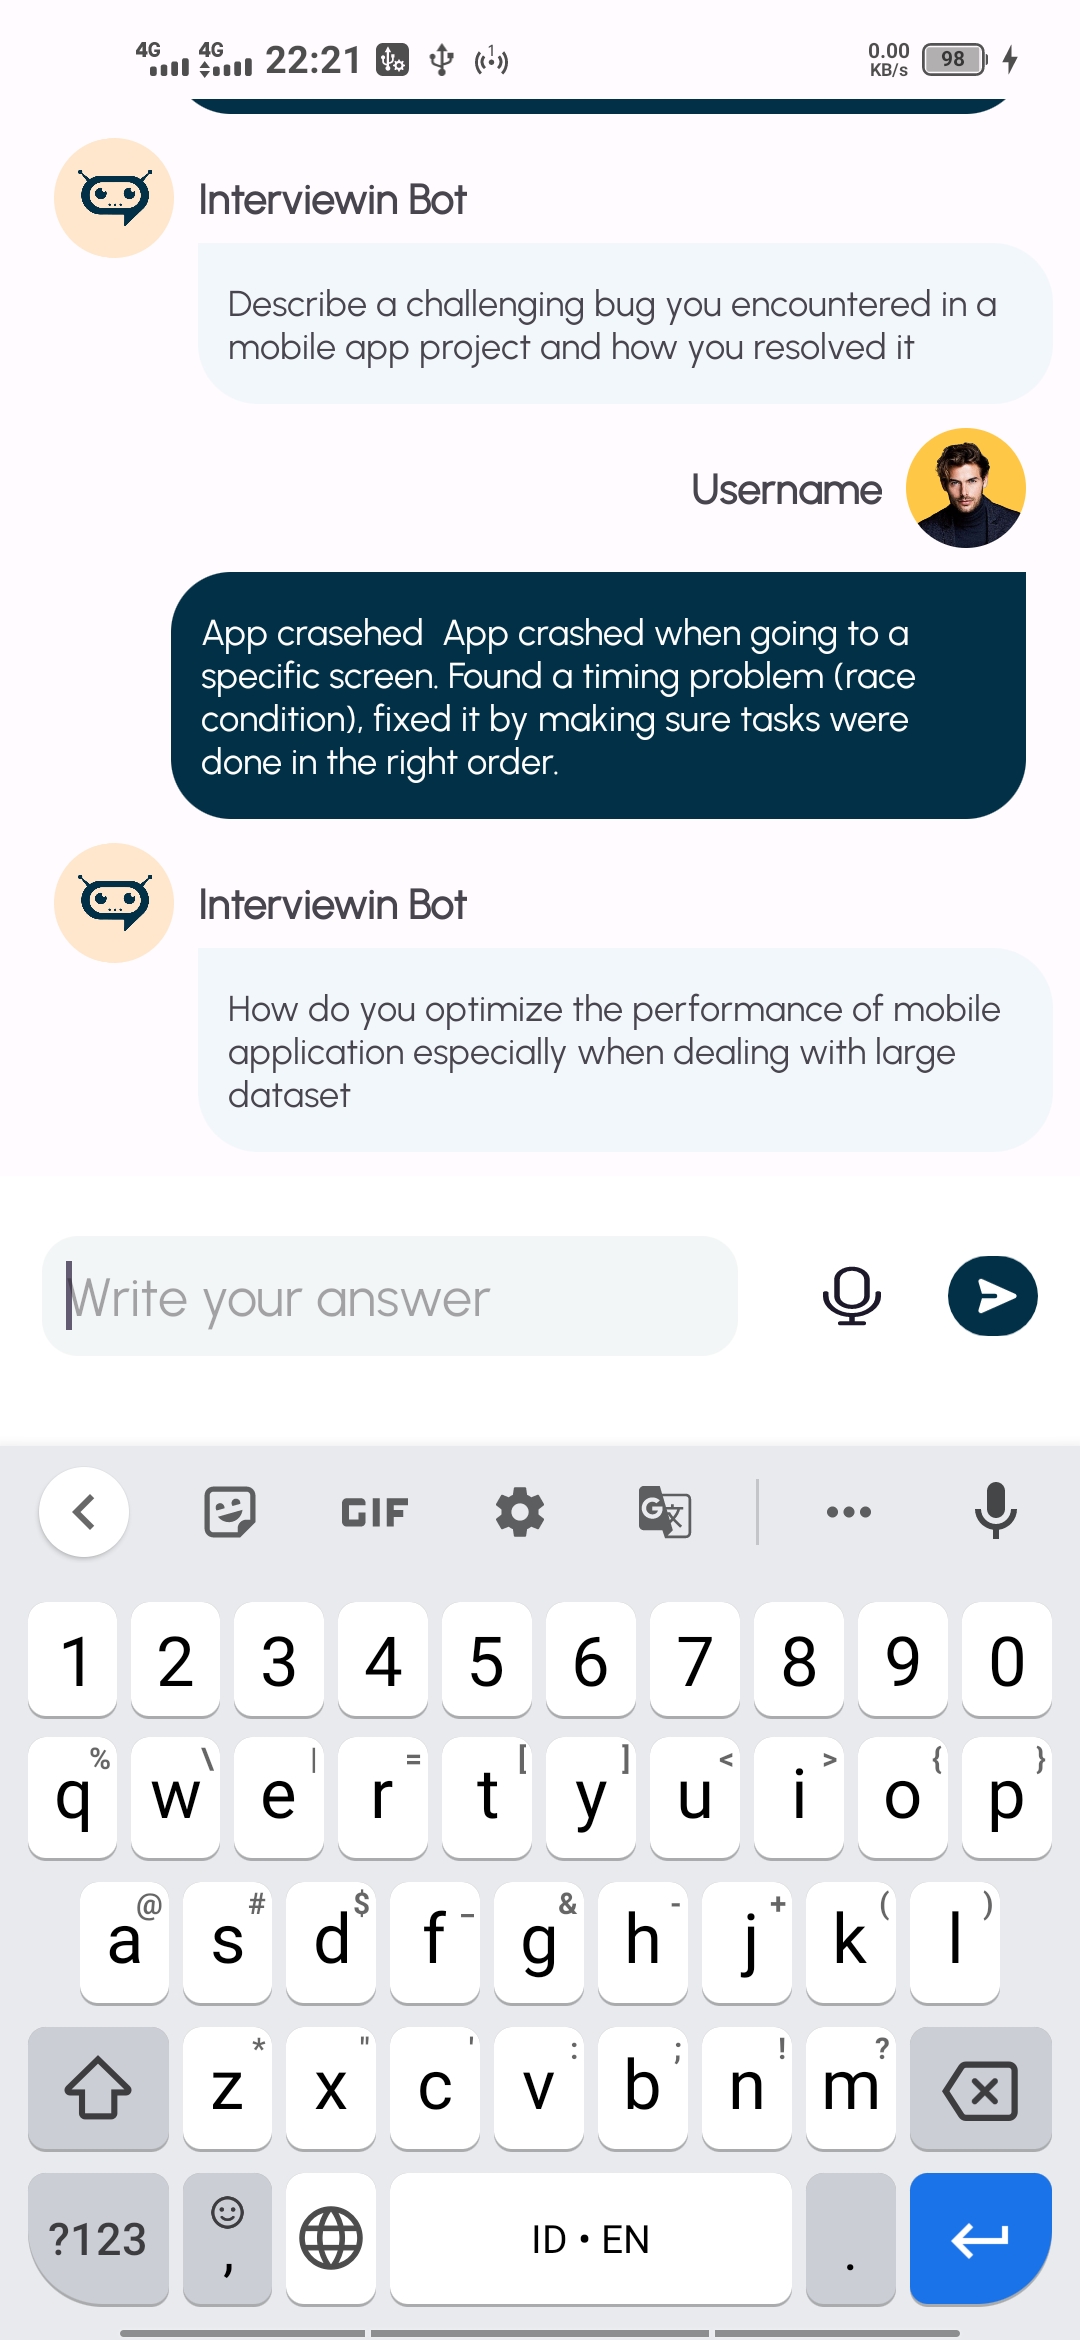 4G 4G 22:21 1 0.00 KB/s 98
Interviewin Bot
Describe a challenging bug you encountered in a
mobile app project and how you resolved it
Username
App crasehed  App crashed when going to a
specific screen. Found a timing problem (race
condition), fixed it by making sure tasks were
done in the right order.
Interviewin Bot
How do you optimize the performance of mobile
application especially when dealing with large
dataset
Write your answer
GIF G文
1 2 3 4 5 6 7 8 9 0
% \ | = [ ] < > { }
q w e r t y u i o p
@ # $ _ & - + ( )
a s d f g h j k l
* " ' : ; ! ?
z x c v b n m
?123 , ID • EN .